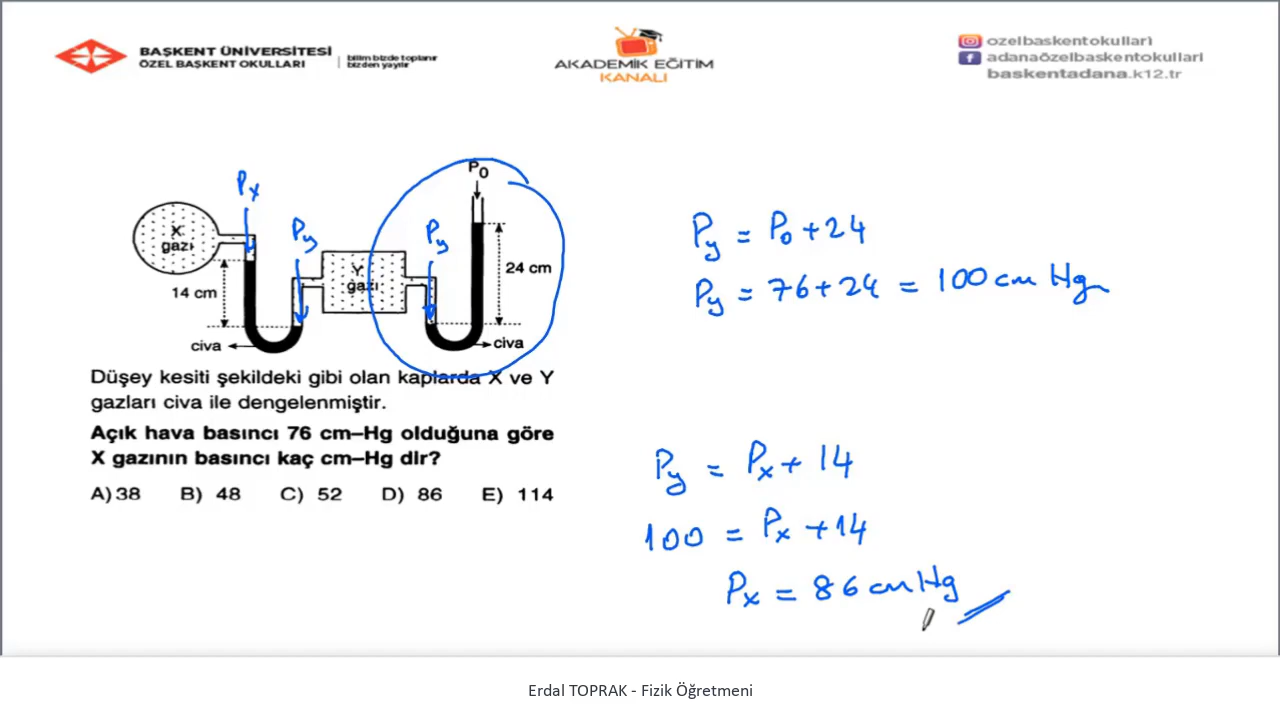 BAŞKENT ÜNİVERSİTESİ
ÖZEL BAŞKENT OKULLARI
bilim bizde toplanır
bizden yayılır
AKADEMİK EĞİTİM
KANALI
ozelbaskentokullari
adanaözelbaskentokullari
baskentadana.k12.tr
Px
Py
Py
P0
X
gazı
14 cm
civa
Y
gazı
24 cm
civa
Düşey kesiti şekildeki gibi olan kaplarda X ve Y
gazları civa ile dengelenmiştir.
Açık hava basıncı 76 cm–Hg olduğuna göre
X gazının basıncı kaç cm–Hg dir?
A) 38 B) 48 C) 52 D) 86 E) 114
Py = P0 + 24
Py = 76 + 24 = 100 cm Hg
Py = Px + 14
100 = Px + 14
Px = 86 cm Hg
Erdal TOPRAK - Fizik Öğretmeni